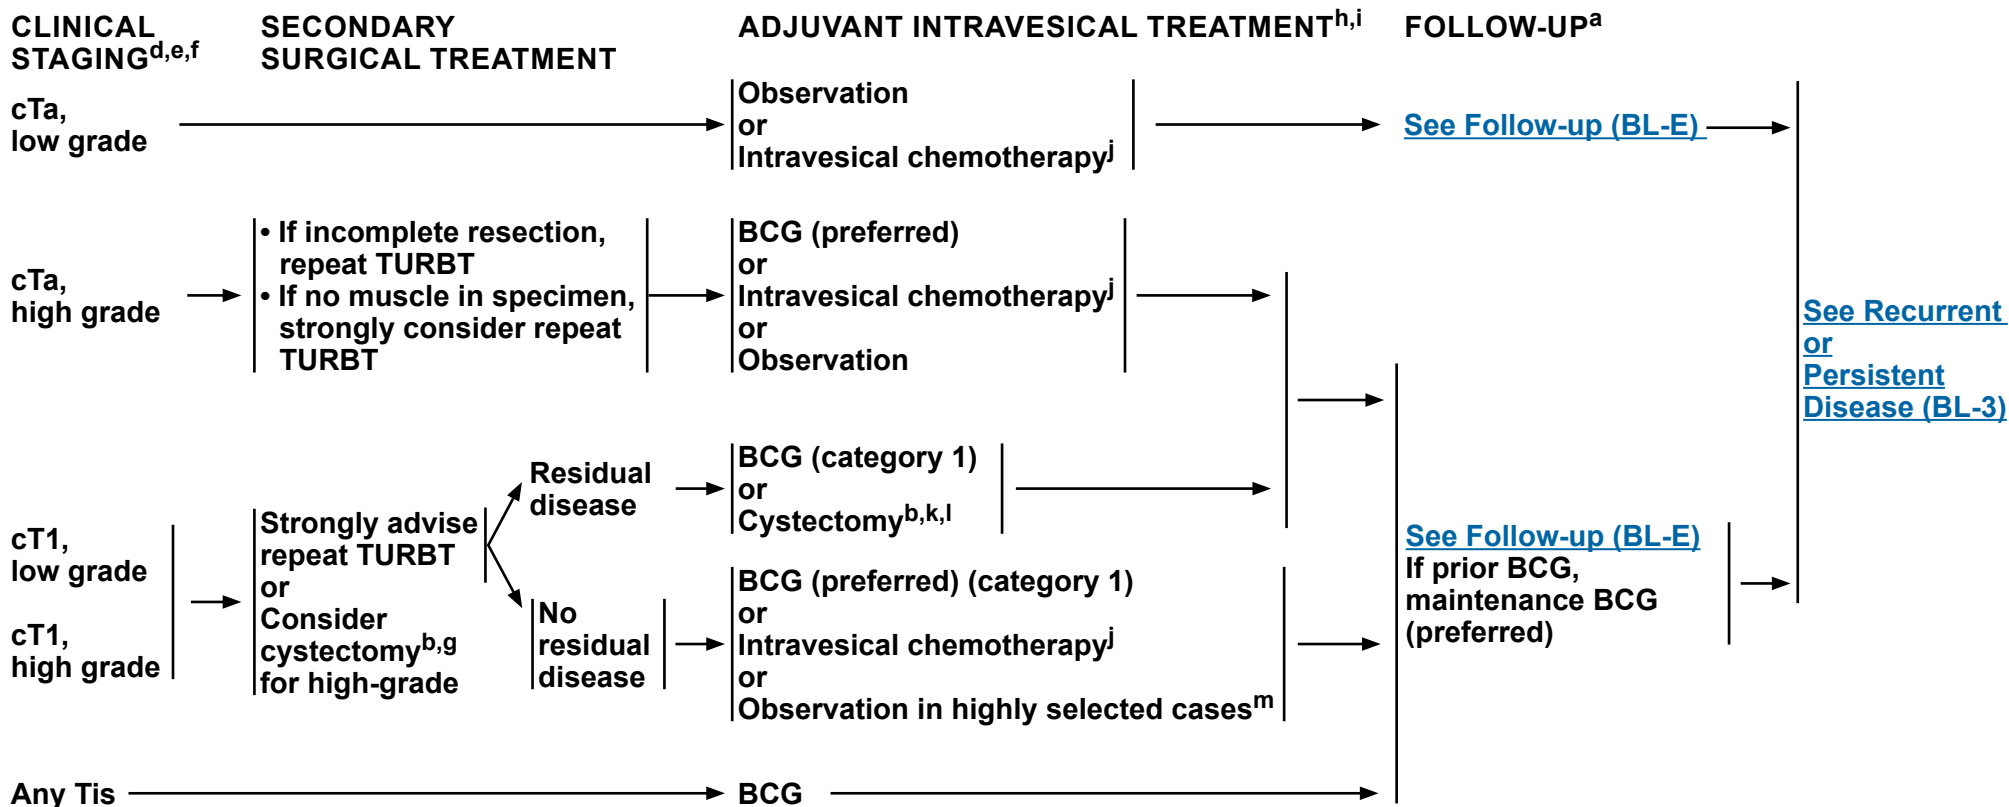 CLINICAL
STAGINGd,e,f
SECONDARY
SURGICAL TREATMENT
ADJUVANT INTRAVESICAL TREATMENTh,i
FOLLOW-UPa
cTa,
low grade
Observation
or
Intravesical chemotherapyj
See Follow-up (BL-E)
cTa,
high grade
• If incomplete resection,
repeat TURBT
• If no muscle in specimen,
strongly consider repeat
TURBT
BCG (preferred)
or
Intravesical chemotherapyj
or
Observation
See Recurrent
or
Persistent
Disease (BL-3)
cT1,
low grade
cT1,
high grade
Strongly advise
repeat TURBT
or
Consider
cystectomyb,g
for high-grade
Residual
disease
BCG (category 1)
or
Cystectomyb,k,l
No
residual
disease
BCG (preferred) (category 1)
or
Intravesical chemotherapyj
or
Observation in highly selected casesm
See Follow-up (BL-E)
If prior BCG,
maintenance BCG
(preferred)
Any Tis
BCG